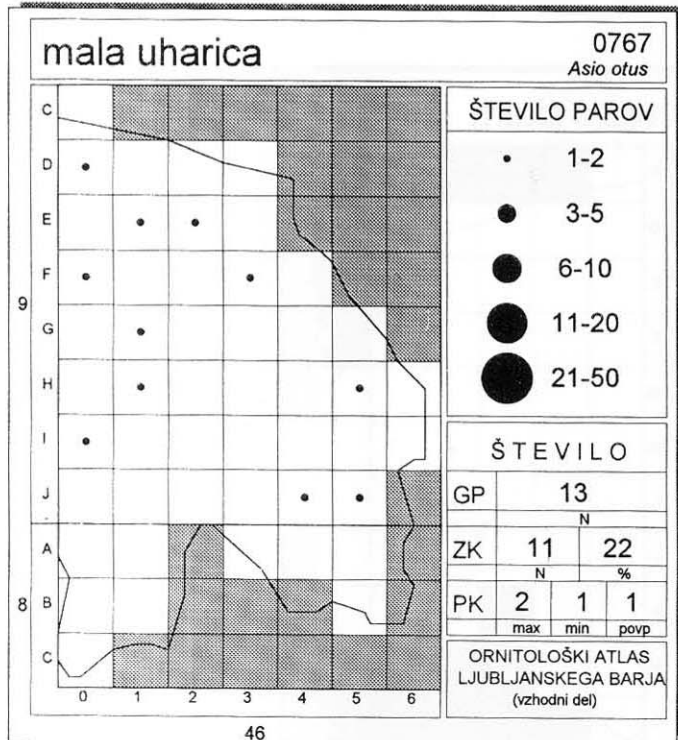 mala uharica
0767
Asio otus
C
D
E
F
9
G
H
I
J
A
8
B
C
0 1 2 3 4 5 6
46
ŠTEVILO PAROV
1-2
3-5
6-10
11-20
21-50
ŠTEVILO
GP 13
N
ZK 11 22
N %
PK 2 1 1
max min povp
ORNITOLOŠKI ATLAS
LJUBLJANSKEGA BARJA
(vzhodni del)